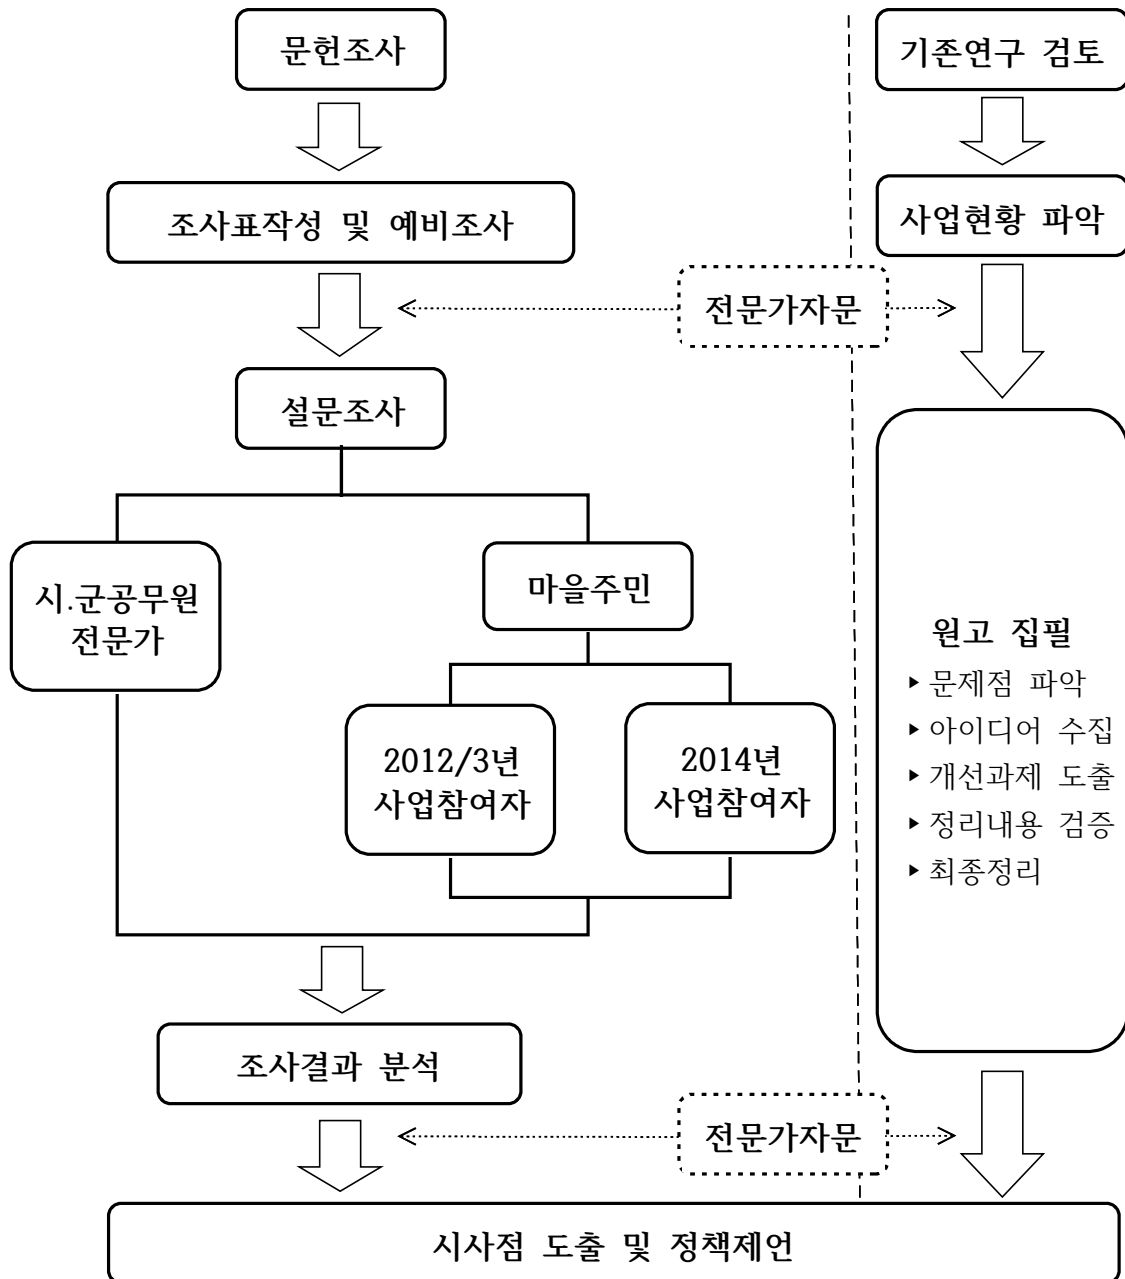 문헌조사
기존연구 검토
조사표작성 및 예비조사
사업현황 파악
전문가자문
설문조사
시.군공무원
전문가
마을주민
2012/3년
사업참여자
2014년
사업참여자
원고 집필
▸문제점 파악
▸아이디어 수집
▸개선과제 도출
▸정리내용 검증
▸최종정리
조사결과 분석
전문가자문
시사점 도출 및 정책제언